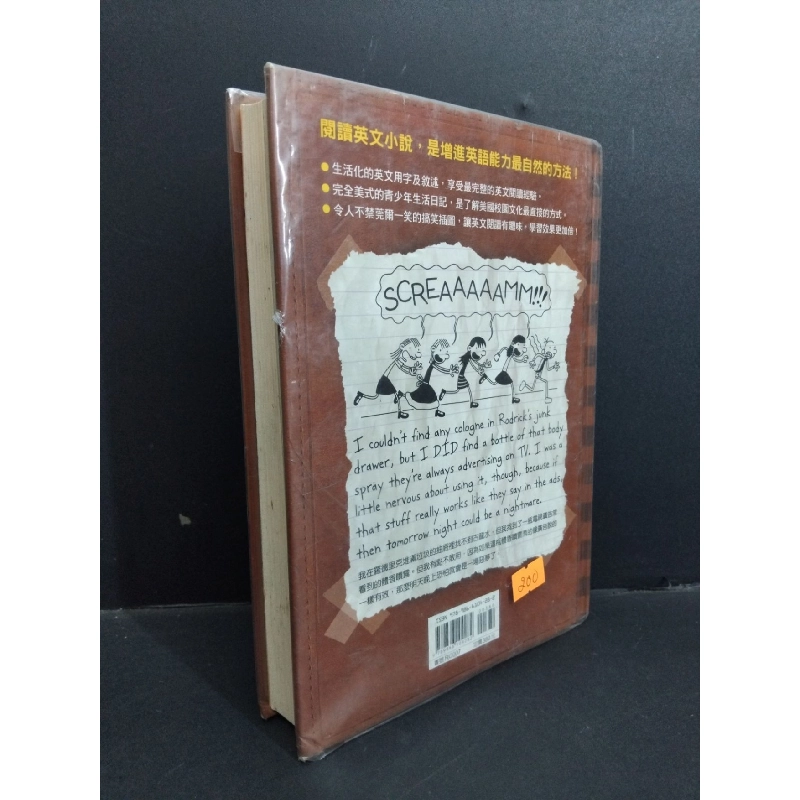 閱讀英文小說，是增進英語能力最自然的方法！
生活化的英文用字及敘述，享受最完整的英文閱讀經驗。
完全美式的青少年生活日記，是了解美國校園文化最直接的方式。
令人不禁莞爾一笑的搞笑插圖，讓英文閱讀有趣味，學習效果更加倍！
SCREAAAAAAMM!!!
I couldn't find any cologne in Rodrick's junk
drawer, but I DID find a bottle of that body
spray they're always advertising on TV. I was a
little nervous about using it, though, because if
that stuff really works like they say in the ads,
then tomorrow night could be a nightmare.
200
ISBN